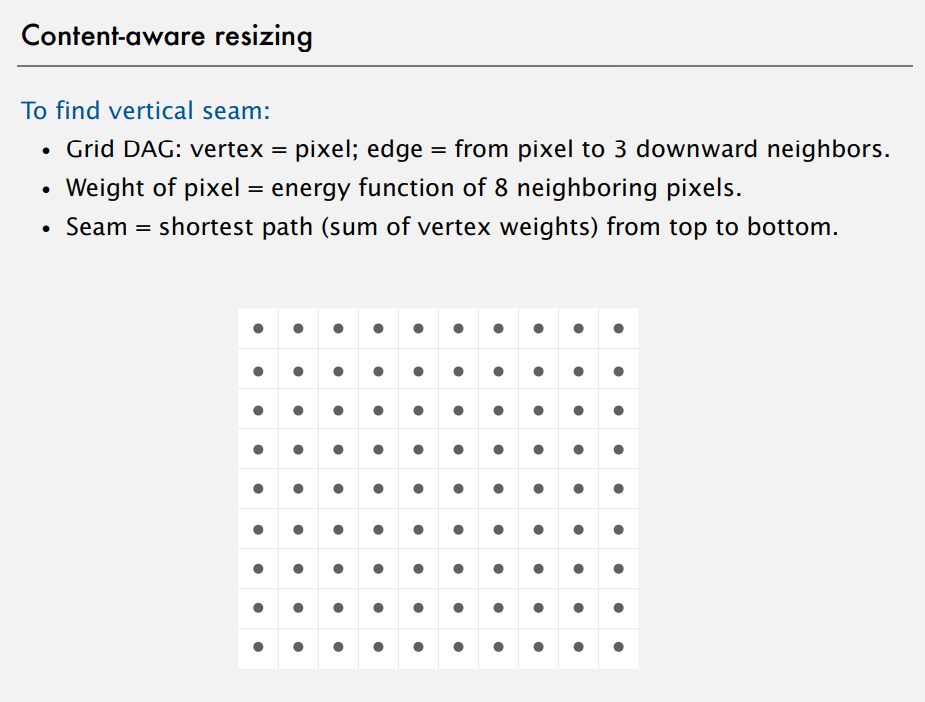 Content-aware resizing
To find vertical seam:
• Grid DAG: vertex = pixel; edge = from pixel to 3 downward neighbors.
• Weight of pixel = energy function of 8 neighboring pixels.
• Seam = shortest path (sum of vertex weights) from top to bottom.